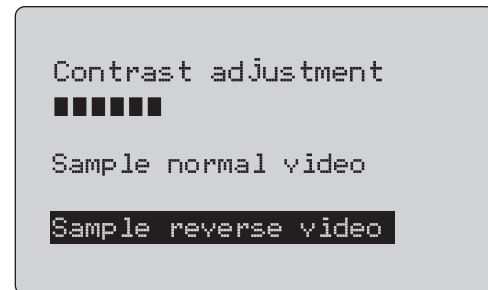 Contrast adjustment
Sample normal video
Sample reverse video